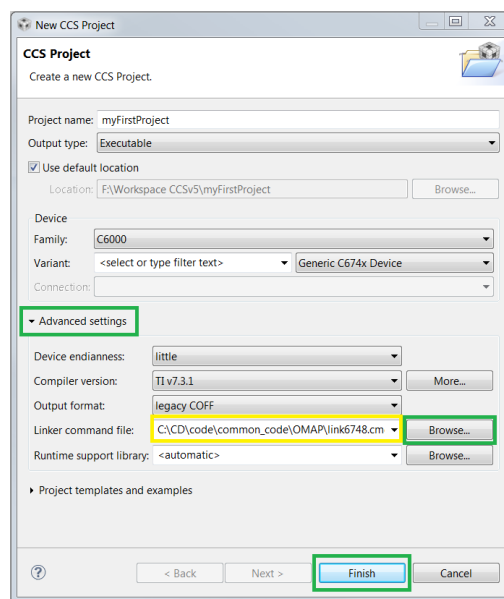 New CCS Project
CCS Project
Create a new CCS Project.
Project name: myFirstProject
Output type: Executable
Use default location
Location: F:\Workspace CCSv5\myFirstProject Browse...
Device
Family: C6000
Variant: <select or type filter text> Generic C674x Device
Connection:
Advanced settings
Device endianness: little
Compiler version: TI v7.3.1 More...
Output format: legacy COFF
Linker command file: C:\CD\code\common_code\OMAP\link6748.cm Browse...
Runtime support library: <automatic> Browse...
Project templates and examples
? < Back Next > Finish Cancel